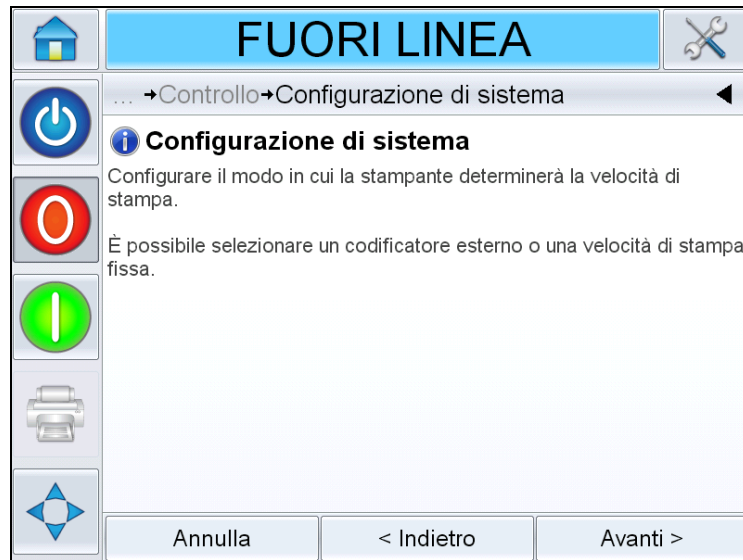 FUORI LINEA
... →Controllo→Configurazione di sistema
Configurazione di sistema
Configurare il modo in cui la stampante determinerà la velocità di
stampa.
È possibile selezionare un codificatore esterno o una velocità di stampa
fissa.
Annulla
< Indietro
Avanti >